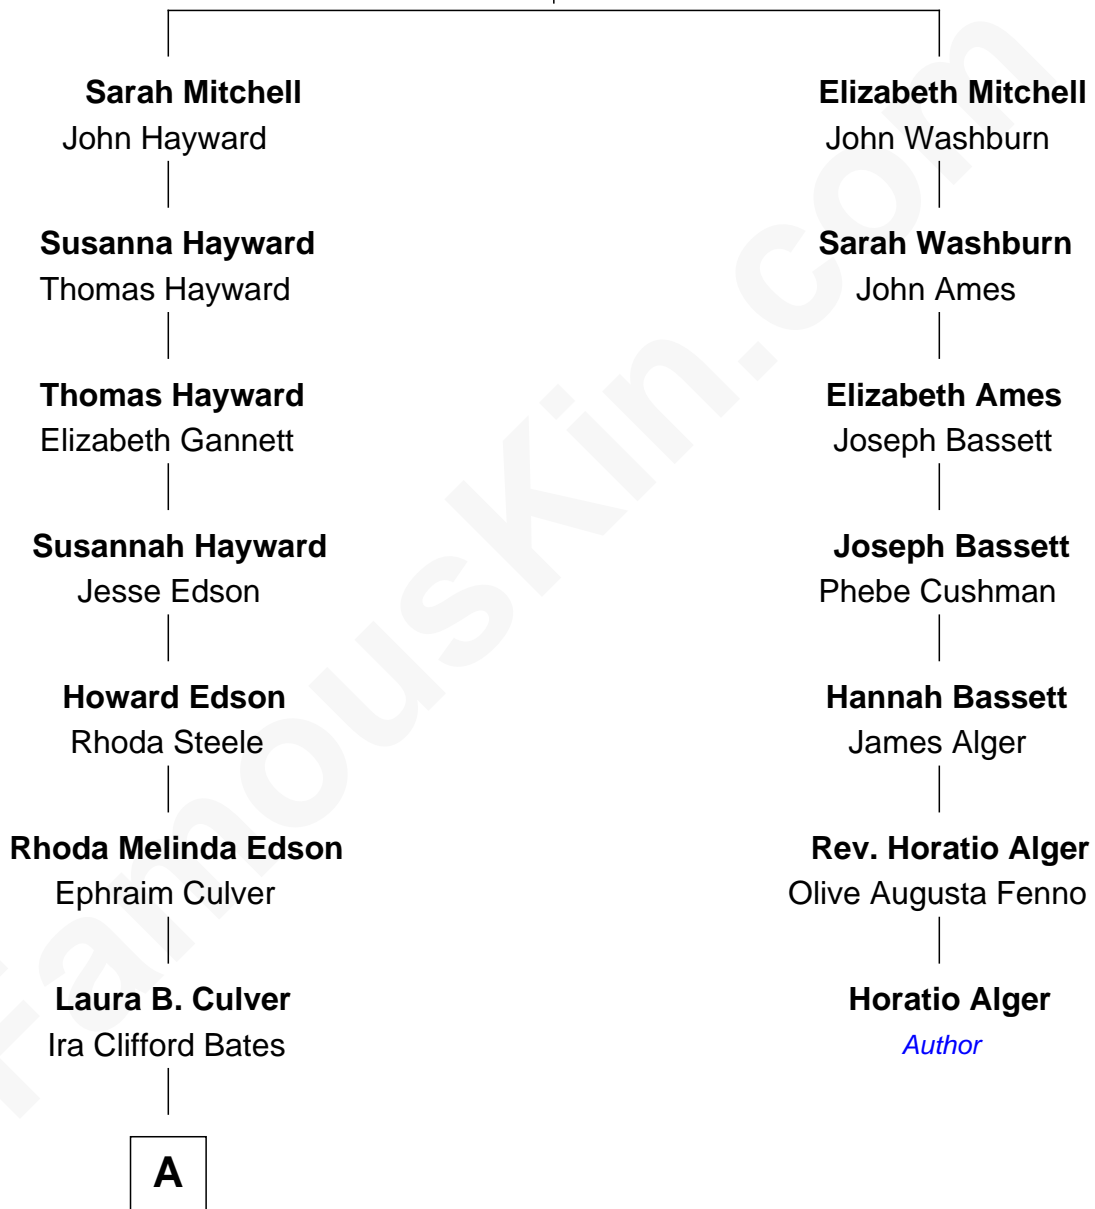 Sarah Mitchell
John Hayward
Susanna Hayward
Thomas Hayward
Thomas Hayward
Elizabeth Gannett
Susannah Hayward
Jesse Edson
Howard Edson
Rhoda Steele
Rhoda Melinda Edson
Ephraim Culver
Laura B. Culver
Ira Clifford Bates
A
Elizabeth Mitchell
John Washburn
Sarah Washburn
John Ames
Elizabeth Ames
Joseph Bassett
Joseph Bassett
Phebe Cushman
Hannah Bassett
James Alger
Rev. Horatio Alger
Olive Augusta Fenno
Horatio Alger
Author
FamousKin.com